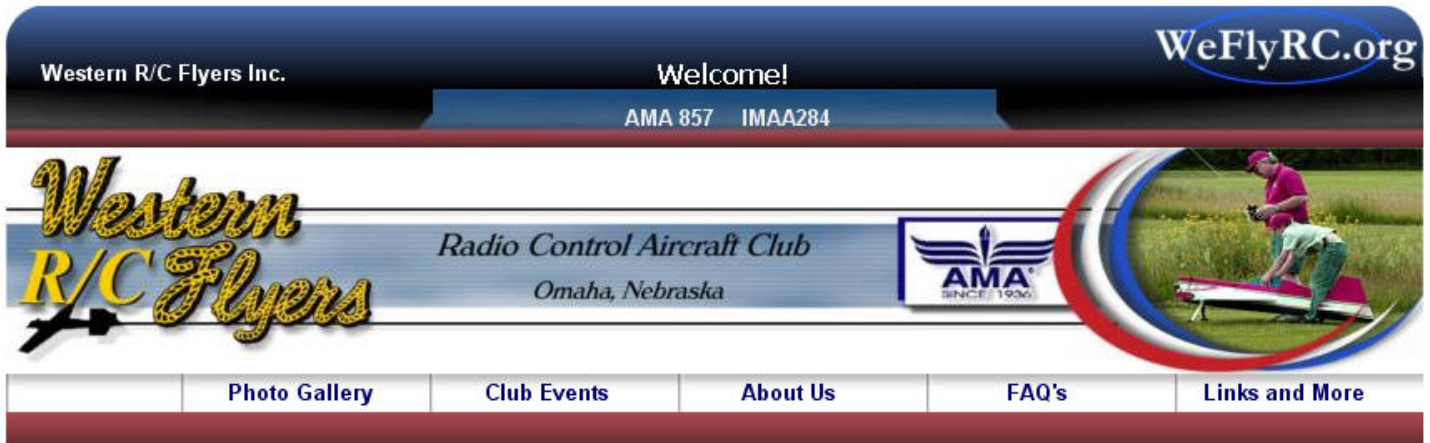 WeFlyRC.org
Western R/C Flyers Inc.
Welcome!
AMA 857 IMAA284
Western
R/C Flyers
Radio Control Aircraft Club
Omaha, Nebraska
AMA
SINCE 1936
Photo Gallery
Club Events
About Us
FAQ's
Links and More